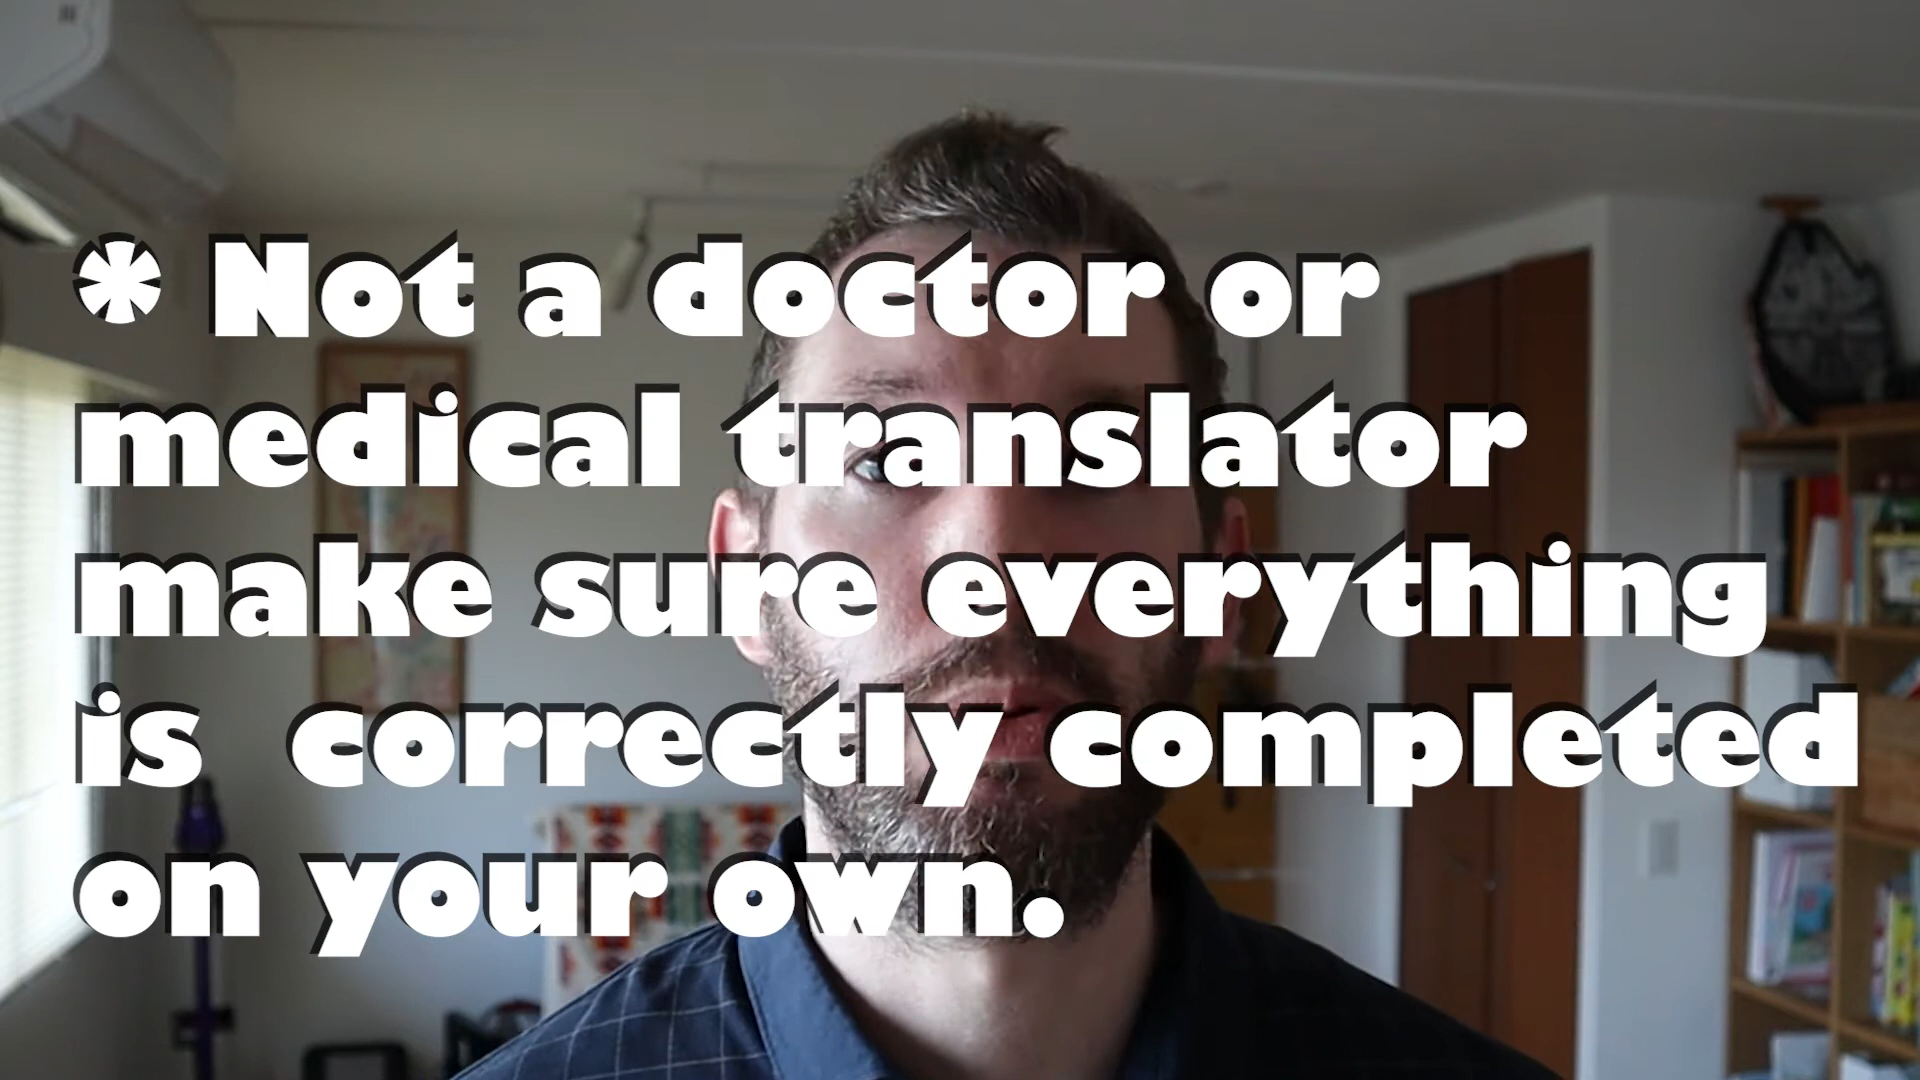 * Not a doctor or
medical translator
make sure everything
is correctly completed
on your own.